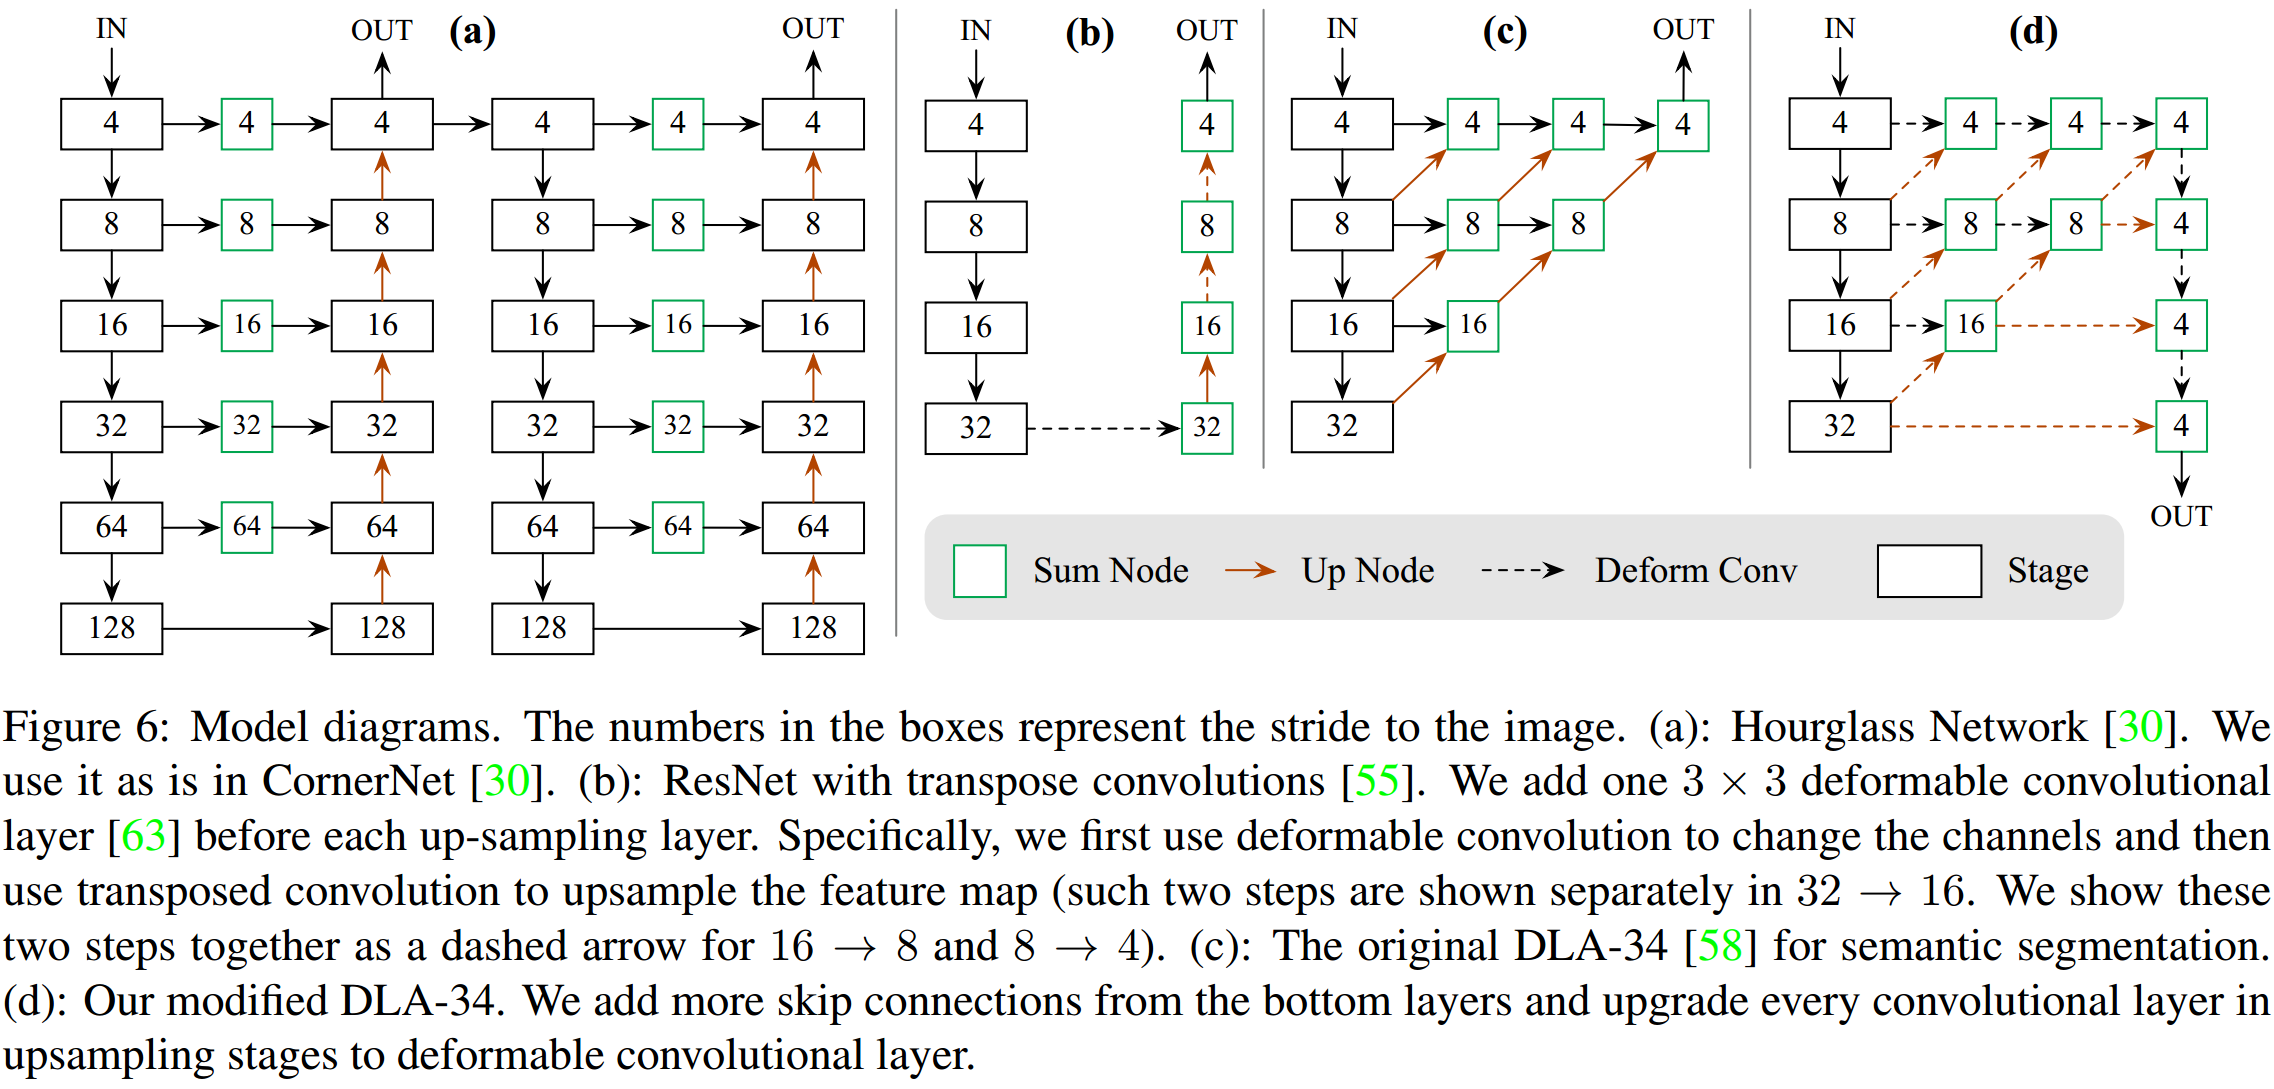 IN OUT (a) OUT (b) IN OUT (c) IN OUT (d) IN
4 4 4 4 4 4 4 4 4 4 4 4 4 4 4 4
8 8 8 8 8 8 8 8 8 8 8 8 8 8 4
16 16 16 16 16 16 16 16 16 16 16 16 4
32 32 32 32 32 32 32 32 32 32 4
64 64 64 64 64 64 OUT
Sum Node Up Node Deform Conv Stage
128 128 128 128
Figure 6: Model diagrams. The numbers in the boxes represent the stride to the image. (a): Hourglass Network [30]. We
use it as is in CornerNet [30]. (b): ResNet with transpose convolutions [55]. We add one 3 × 3 deformable convolutional
layer [63] before each up-sampling layer. Specifically, we first use deformable convolution to change the channels and then
use transposed convolution to upsample the feature map (such two steps are shown separately in 32 → 16. We show these
two steps together as a dashed arrow for 16 → 8 and 8 → 4). (c): The original DLA-34 [58] for semantic segmentation.
(d): Our modified DLA-34. We add more skip connections from the bottom layers and upgrade every convolutional layer in
upsampling stages to deformable convolutional layer.